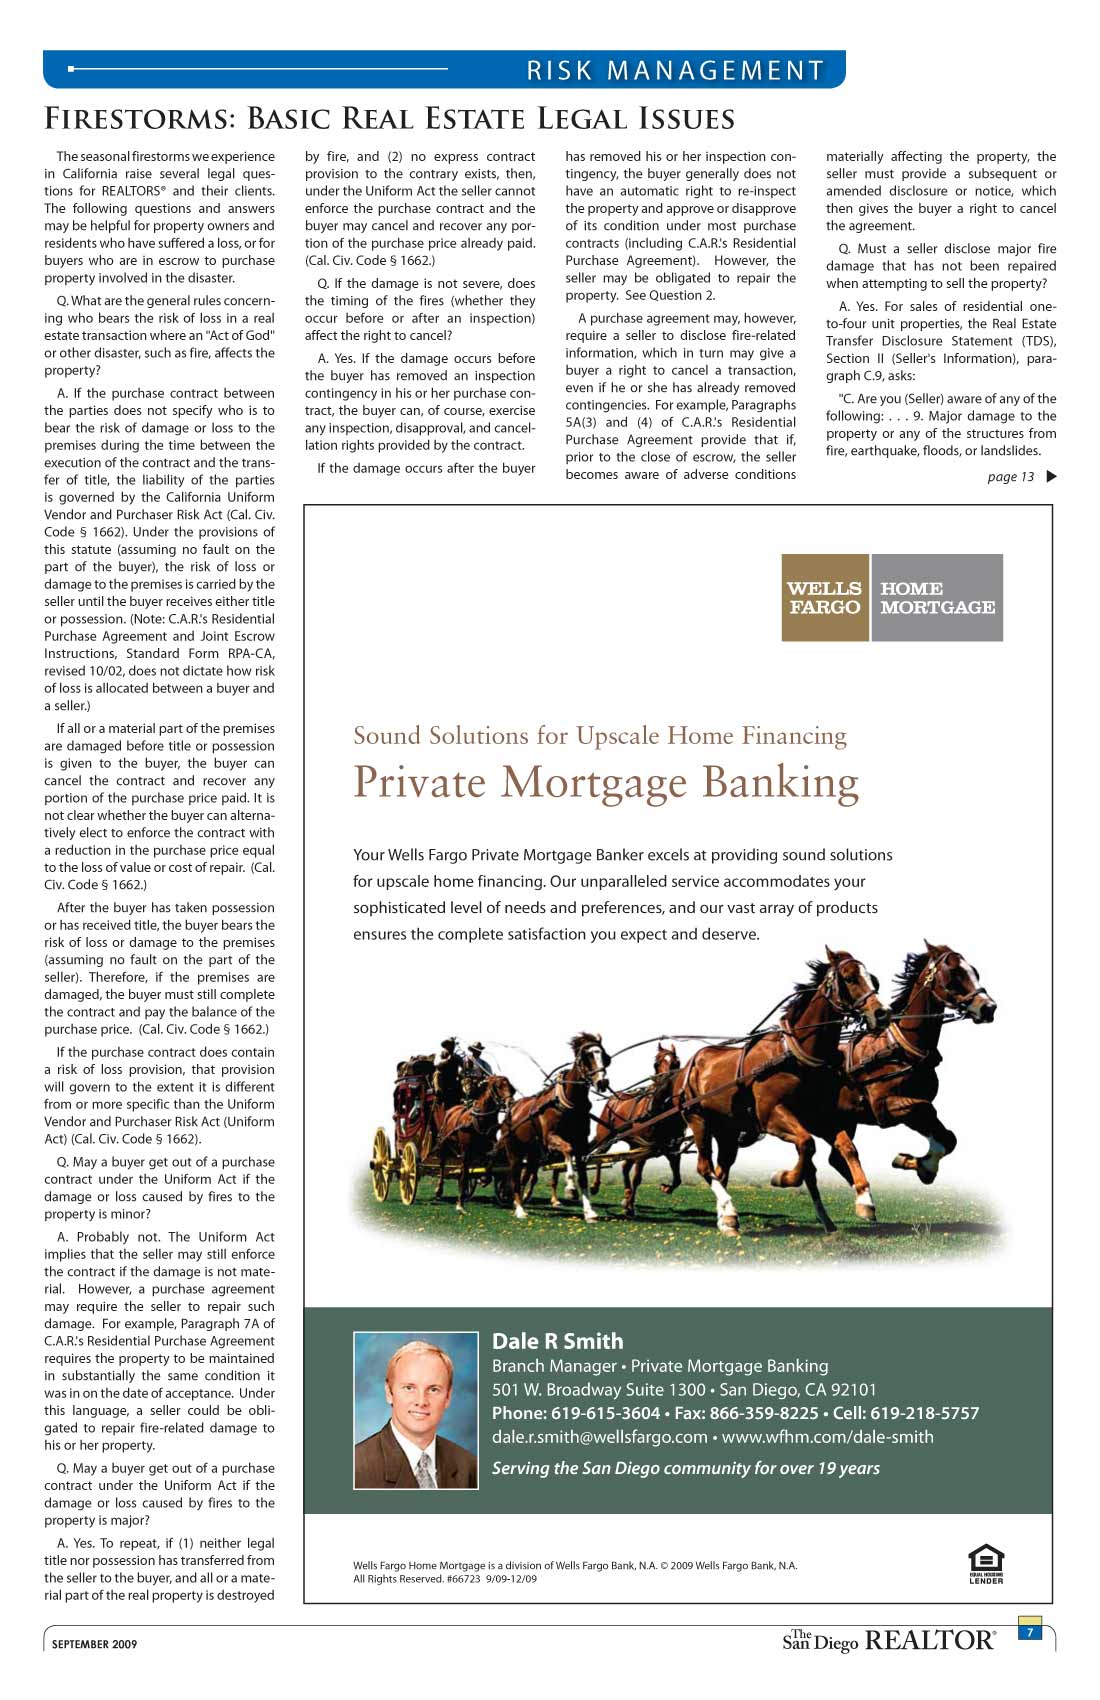 RISK MANAGEMENT
FIRESTORMS: BASIC REAL ESTATE LEGAL ISSUES
The seasonal firestorms we experience
in California raise several legal ques-
tions for REALTORS® and their clients.
The following questions and answers
may be helpful for property owners and
residents who have suffered a loss, or for
buyers who are in escrow to purchase
property involved in the disaster.
Q. What are the general rules concern-
ing who bears the risk of loss in a real
estate transaction where an "Act of God"
or other disaster, such as fire, affects the
property?
A. If the purchase contract between
the parties does not specify who is to
bear the risk of damage or loss to the
premises during the time between the
execution of the contract and the trans-
fer of title, the liability of the parties
is governed by the California Uniform
Vendor and Purchaser Risk Act (Cal. Civ.
Code § 1662). Under the provisions of
this statute (assuming no fault on the
part of the buyer), the risk of loss or
damage to the premises is carried by the
seller until the buyer receives either title
or possession. (Note: C.A.R.'s Residential
Purchase Agreement and Joint Escrow
Instructions, Standard Form RPA-CA,
revised 10/02, does not dictate how risk
of loss is allocated between a buyer and
a seller.)
If all or a material part of the premises
are damaged before title or possession
is given to the buyer, the buyer can
cancel the contract and recover any
portion of the purchase price paid. It is
not clear whether the buyer can alterna-
tively elect to enforce the contract with
a reduction in the purchase price equal
to the loss of value or cost of repair. (Cal.
Civ. Code § 1662.)
After the buyer has taken possession
or has received title, the buyer bears the
risk of loss or damage to the premises
(assuming no fault on the part of the
seller). Therefore, if the premises are
damaged, the buyer must still complete
the contract and pay the balance of the
purchase price. (Cal. Civ. Code § 1662.)
If the purchase contract does contain
a risk of loss provision, that provision
will govern to the extent it is different
from or more specific than the Uniform
Vendor and Purchaser Risk Act (Uniform
Act) (Cal. Civ. Code § 1662).
Q. May a buyer get out of a purchase
contract under the Uniform Act if the
damage or loss caused by fires to the
property is minor?
A. Probably not. The Uniform Act
implies that the seller may still enforce
the contract if the damage is not mate-
rial. However, a purchase agreement
may require the seller to repair such
damage. For example, Paragraph 7A of
C.A.R.'s Residential Purchase Agreement
requires the property to be maintained
in substantially the same condition it
was in on the date of acceptance. Under
this language, a seller could be obli-
gated to repair fire-related damage to
his or her property.
Q. May a buyer get out of a purchase
contract under the Uniform Act if the
damage or loss caused by fires to the
property is major?
A. Yes. To repeat, if (1) neither legal
title nor possession has transferred from
the seller to the buyer, and all or a mate-
rial part of the real property is destroyed
by fire, and (2) no express contract
provision to the contrary exists, then,
under the Uniform Act the seller cannot
enforce the purchase contract and the
buyer may cancel and recover any por-
tion of the purchase price already paid.
(Cal. Civ. Code § 1662.)
Q. If the damage is not severe, does
the timing of the fires (whether they
occur before or after an inspection)
affect the right to cancel?
A. Yes. If the damage occurs before
the buyer has removed an inspection
contingency in his or her purchase con-
tract, the buyer can, of course, exercise
any inspection, disapproval, and cancel-
lation rights provided by the contract.
If the damage occurs after the buyer
has removed his or her inspection con-
tingency, the buyer generally does not
have an automatic right to re-inspect
the property and approve or disapprove
of its condition under most purchase
contracts (including C.A.R.'s Residential
Purchase Agreement). However, the
seller may be obligated to repair the
property. See Question 2.
A purchase agreement may, however,
require a seller to disclose fire-related
information, which in turn may give a
buyer a right to cancel a transaction,
even if he or she has already removed
contingencies. For example, Paragraphs
5A(3) and (4) of C.A.R.'s Residential
Purchase Agreement provide that if,
prior to the close of escrow, the seller
becomes aware of adverse conditions
materially affecting the property, the
seller must provide a subsequent or
amended disclosure or notice, which
then gives the buyer a right to cancel
the agreement.
Q. Must a seller disclose major fire
damage that has not been repaired
when attempting to sell the property?
A. Yes. For sales of residential one-
to-four unit properties, the Real Estate
Transfer Disclosure Statement (TDS),
Section II (Seller's Information), para-
graph C.9, asks:
"C. Are you (Seller) aware of any of the
following: . . . 9. Major damage to the
property or any of the structures from
fire, earthquake, floods, or landslides.
page 13
WELLS FARGO
HOME MORTGAGE
Sound Solutions for Upscale Home Financing
Private Mortgage Banking
Your Wells Fargo Private Mortgage Banker excels at providing sound solutions
for upscale home financing. Our unparalleled service accommodates your
sophisticated level of needs and preferences, and our vast array of products
ensures the complete satisfaction you expect and deserve.
Dale R Smith
Branch Manager • Private Mortgage Banking
501 W. Broadway Suite 1300 • San Diego, CA 92101
Phone: 619-615-3604 • Fax: 866-359-8225 • Cell: 619-218-5757
dale.r.smith@wellsfargo.com • www.wfhm.com/dale-smith
Serving the San Diego community for over 19 years
Wells Fargo Home Mortgage is a division of Wells Fargo Bank, N.A. © 2009 Wells Fargo Bank, N.A.
All Rights Reserved. #66723 9/09-12/09
EQUAL HOUSING
LENDER
SEPTEMBER 2009
The San Diego REALTOR®
7